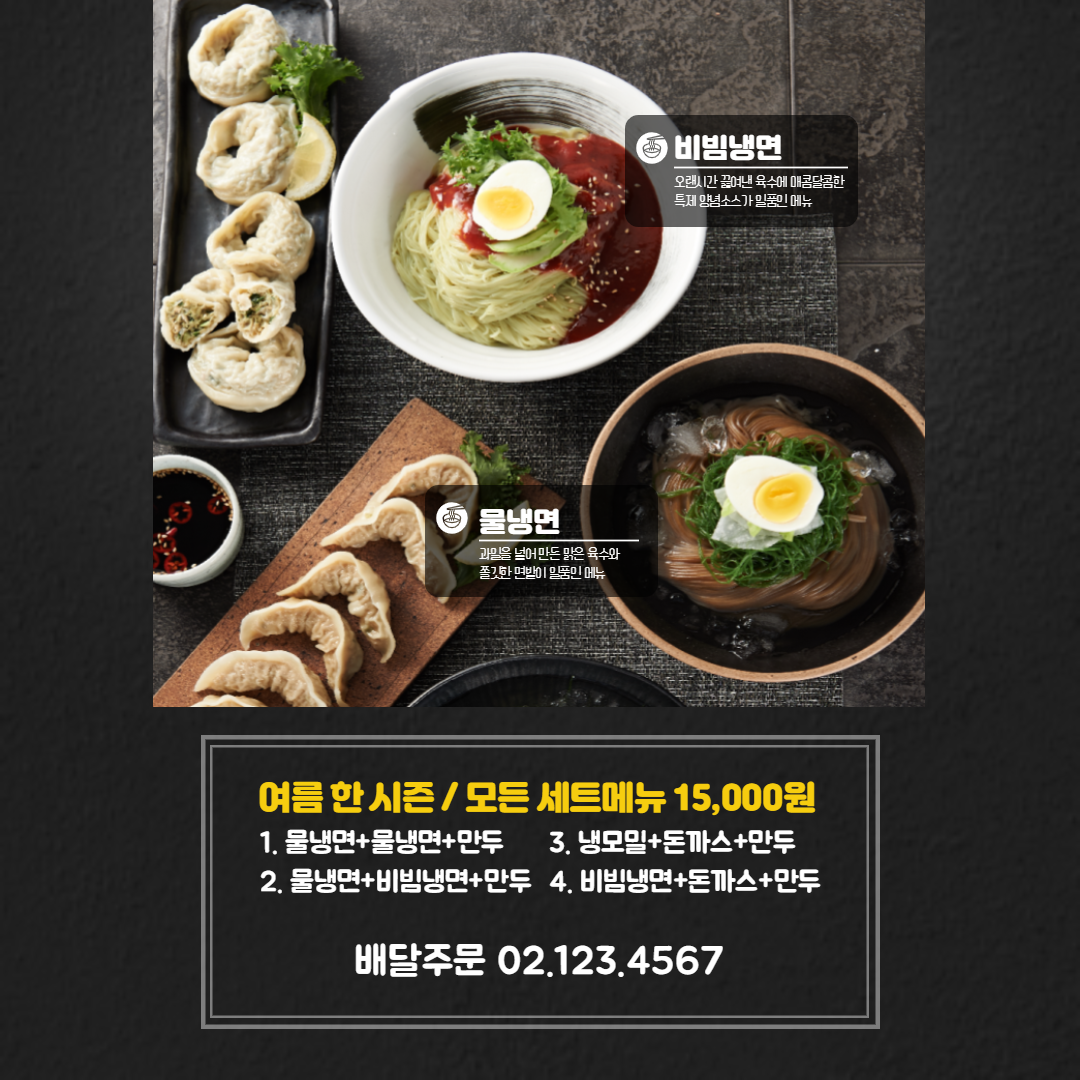 비빔냉면
오랜시간 끓여낸 육수에 매콤달콤한
특제 양념소스가 일품인 메뉴
물냉면
과일을 넣어 만든 맑은 육수와
쫄깃한 면발이 일품인 메뉴
여름 한 시즌 / 모든 세트메뉴 15,000원
1. 물냉면+물냉면+만두
2. 물냉면+비빔냉면+만두
3. 냉모밀+돈까스+만두
4. 비빔냉면+돈까스+만두
배달주문 02.123.4567